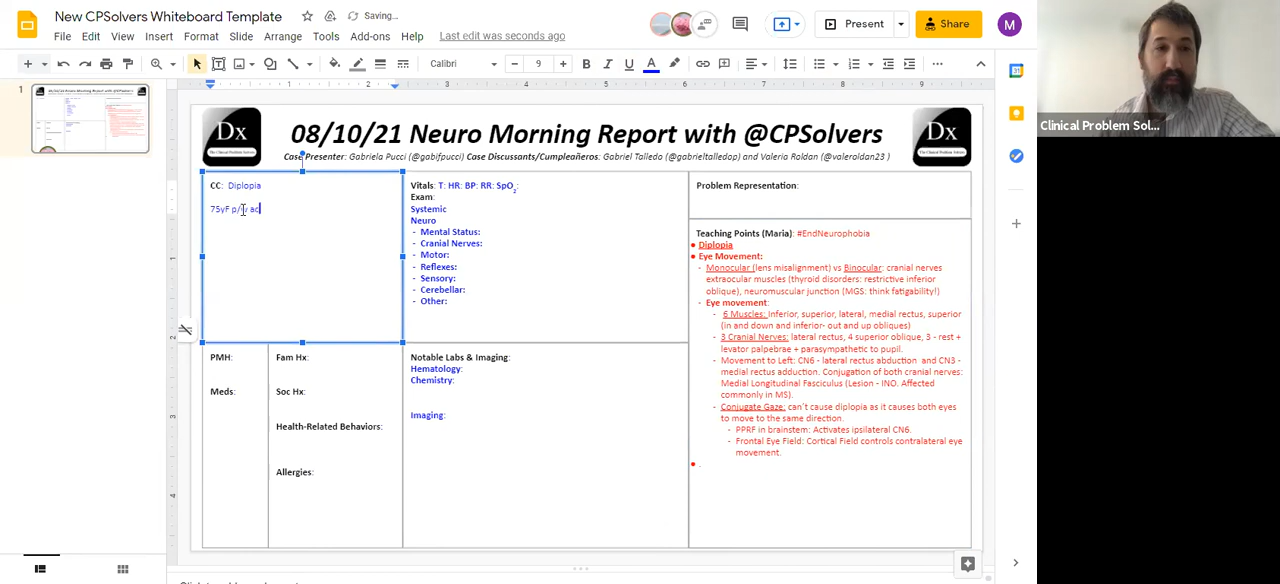 New CPSolvers Whiteboard Template
Saving...
File Edit View Insert Format Slide Arrange Tools Add-ons Help Last edit was seconds ago
Present
Share
M
Calibri
9
1
Dx
08/10/21 Neuro Morning Report with @CPSolvers
Case Presenter: Gabriela Pucci (@gabifpucci) Case Discussants/Cumpleañeros: Gabriel Talledo (@gabrieltalledop) and Valeria Roldan (@valeroldan23 )
Dx
CC: Diplopia
75yF p/w ac
Vitals: T: HR: BP: RR: SpO2:
Exam:
Systemic
Neuro
- Mental Status:
- Cranial Nerves:
- Motor:
- Reflexes:
- Sensory:
- Cerebellar:
- Other:
Problem Representation:
Teaching Points (Maria): #EndNeurophobia
● Diplopia
● Eye Movement:
- Monocular (lens misalignment) vs Binocular: cranial nerves
extraocular muscles (thyroid disorders: restrictive inferior
oblique), neuromuscular junction (MGS: think fatigability!)
- Eye movement:
- 6 Muscles: Inferior, superior, lateral, medial rectus, superior
(in and down and inferior- out and up obliques)
- 3 Cranial Nerves: lateral rectus, 4 superior oblique, 3 - rest +
levator palpebrae + parasympathetic to pupil.
- Movement to Left: CN6 - lateral rectus abduction and CN3 -
medial rectus adduction. Conjugation of both cranial nerves:
Medial Longitudinal Fasciculus (Lesion - INO. Affected
commonly in MS).
- Conjugate Gaze: can't cause diplopia as it causes both eyes
to move to the same direction.
- PPRF in brainstem: Activates ipsilateral CN6.
- Frontal Eye Field: Cortical Field controls contralateral eye
movement.
● .
PMH:
Meds:
Fam Hx:
Soc Hx:
Health-Related Behaviors:
Allergies:
Notable Labs & Imaging:
Hematology:
Chemistry:
Imaging:
Clinical Problem Sol...